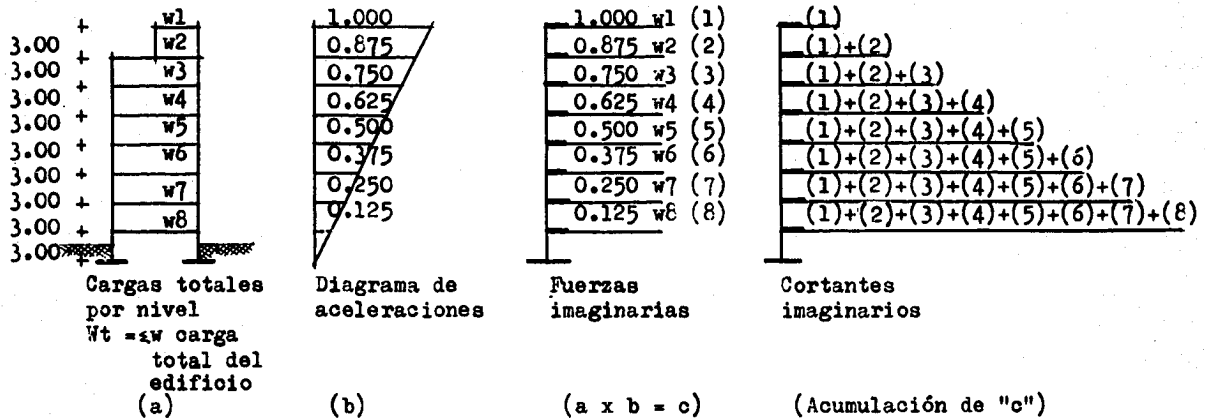 w1 1.000 1.000 w1 (1) (1)
3.00 w2 0.875 0.875 w2 (2) (1)+(2)
3.00 w3 0.750 0.750 w3 (3) (1)+(2)+(3)
3.00 w4 0.625 0.625 w4 (4) (1)+(2)+(3)+(4)
3.00 w5 0.500 0.500 w5 (5) (1)+(2)+(3)+(4)+(5)
3.00 w6 0.375 0.375 w6 (6) (1)+(2)+(3)+(4)+(5)+(6)
3.00 w7 0.250 0.250 w7 (7) (1)+(2)+(3)+(4)+(5)+(6)+(7)
3.00 w8 0.125 0.125 w8 (8) (1)+(2)+(3)+(4)+(5)+(6)+(7)+(8)
3.00
Cargas totales
por nivel
Wt =≤w carga
total del
edificio
(a)
Diagrama de
aceleraciones
(b)
Fuerzas
imaginarias
(a x b = c)
Cortantes
imaginarios
(Acumulación de "c")